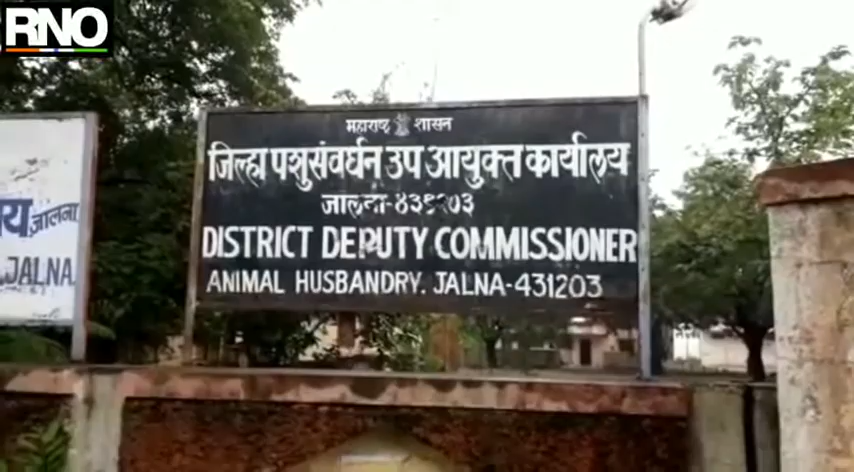 RNO
महाराष्ट्र शासन
जिल्हा पशुसंवर्धन उप आयुक्त कार्यालय
जालना-४३१२०३
DISTRICT DEPUTY COMMISSIONER
ANIMAL HUSBANDRY. JALNA-431203
जालना
JALNA